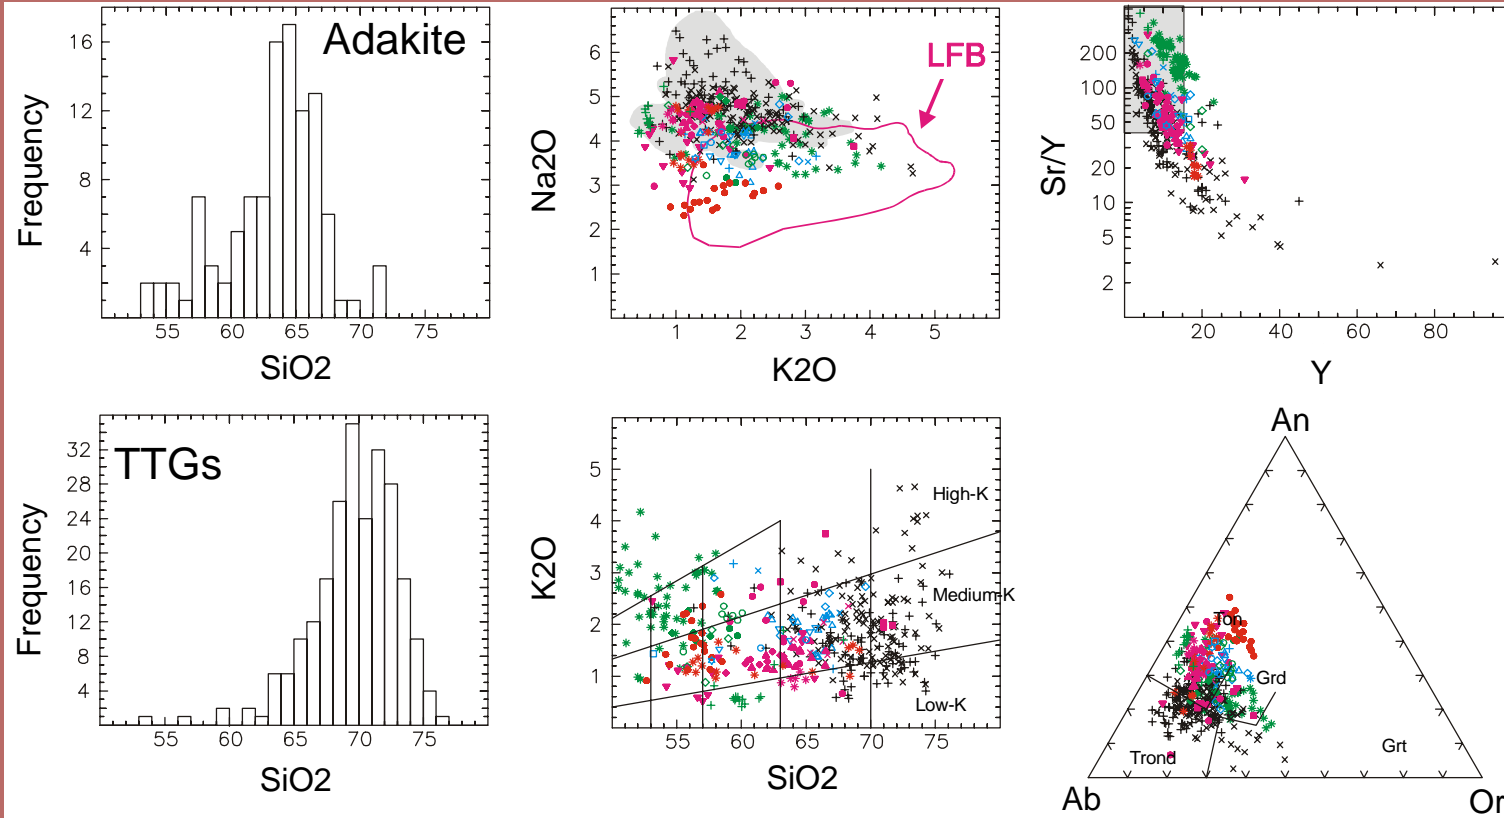 Adakite
Frequency
16
12
8
4
55 60 65 70 75
SiO2
LFB
Na2O
6
5
4
3
2
1
1 2 3 4 5
K2O
Sr/Y
200
100
50
20
10
5
2
20 40 60 80
Y
TTGs
Frequency
32
28
24
20
16
12
8
4
55 60 65 70 75
SiO2
K2O
5
4
3
2
1
High-K
Medium-K
Low-K
55 60 65 70 75
SiO2
An
Ton
Grd
Trond
Grt
Ab
Or